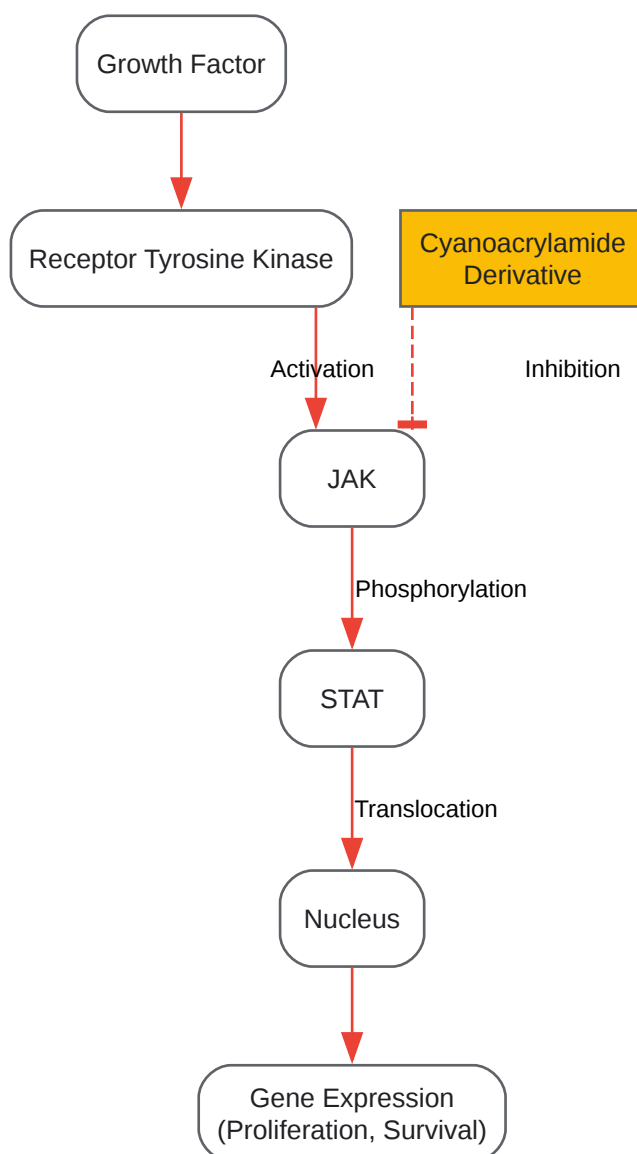 Growth Factor
Receptor Tyrosine Kinase
Cyanoacrylamide
Derivative
Activation
Inhibition
JAK
Phosphorylation
STAT
Translocation
Nucleus
Gene Expression
(Proliferation, Survival)